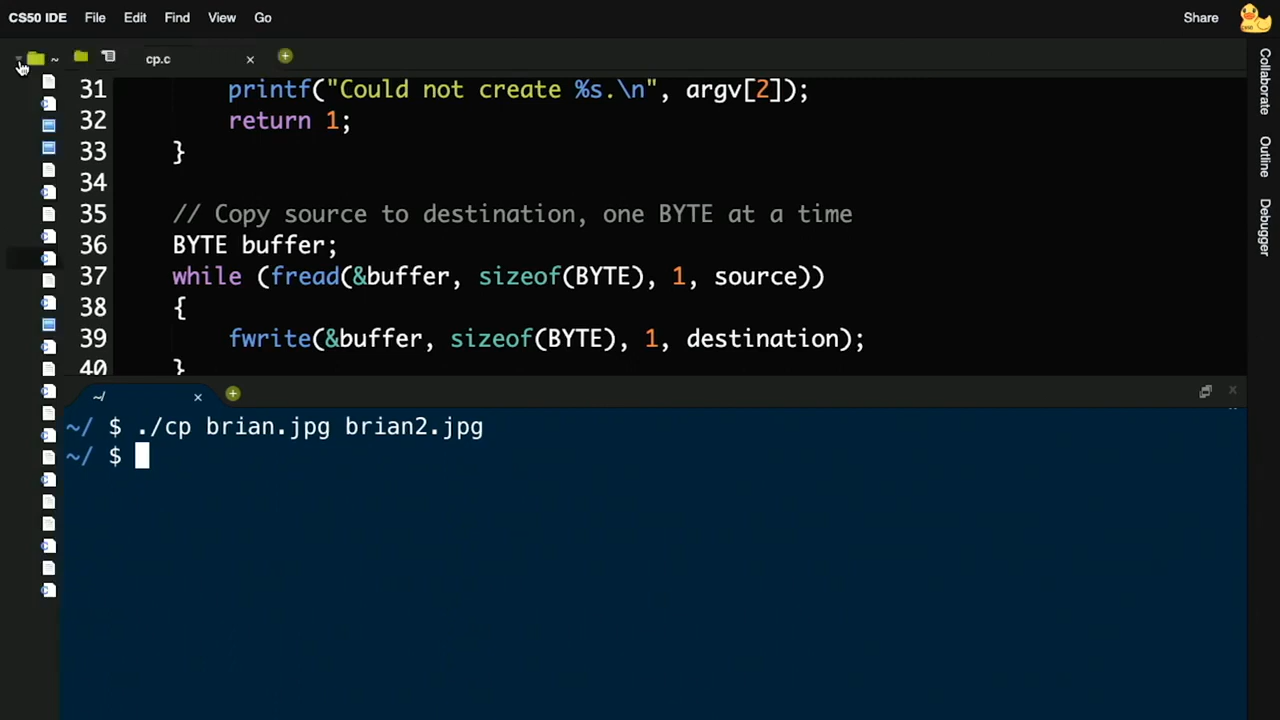 CS50 IDE File Edit Find View Go Share
~ cp.c
31 printf("Could not create %s.\n", argv[2]);
32 return 1;
33 }
34
35 // Copy source to destination, one BYTE at a time
36 BYTE buffer;
37 while (fread(&buffer, sizeof(BYTE), 1, source))
38 {
39 fwrite(&buffer, sizeof(BYTE), 1, destination);
40 }
~/
~/ $ ./cp brian.jpg brian2.jpg
~/ $
Collaborate
Outline
Debugger